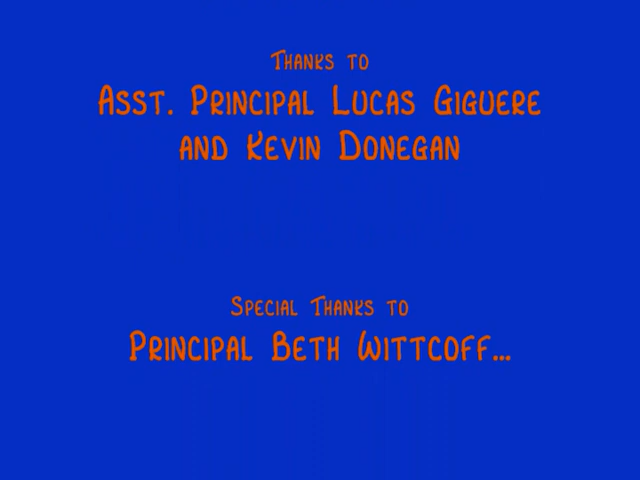 Thanks to
Asst. Principal Lucas Giguere
and Kevin Donegan
Special Thanks to
Principal Beth Wittcoff...